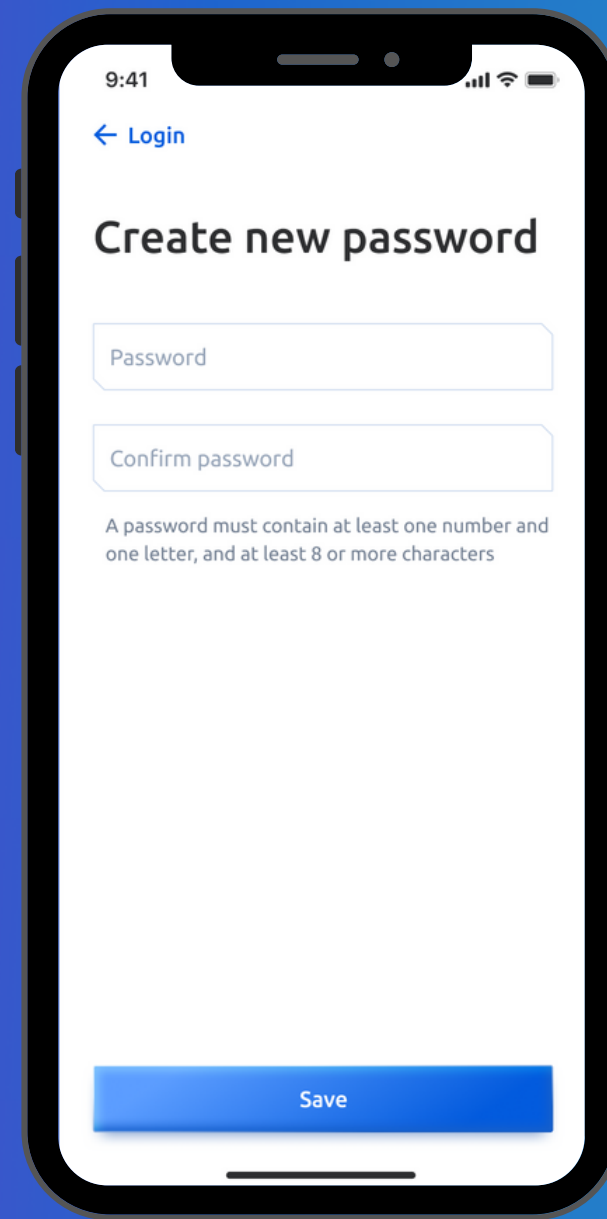 9:41
Login
Create new password
Password
Confirm password
A password must contain at least one number and
one letter, and at least 8 or more characters
Save